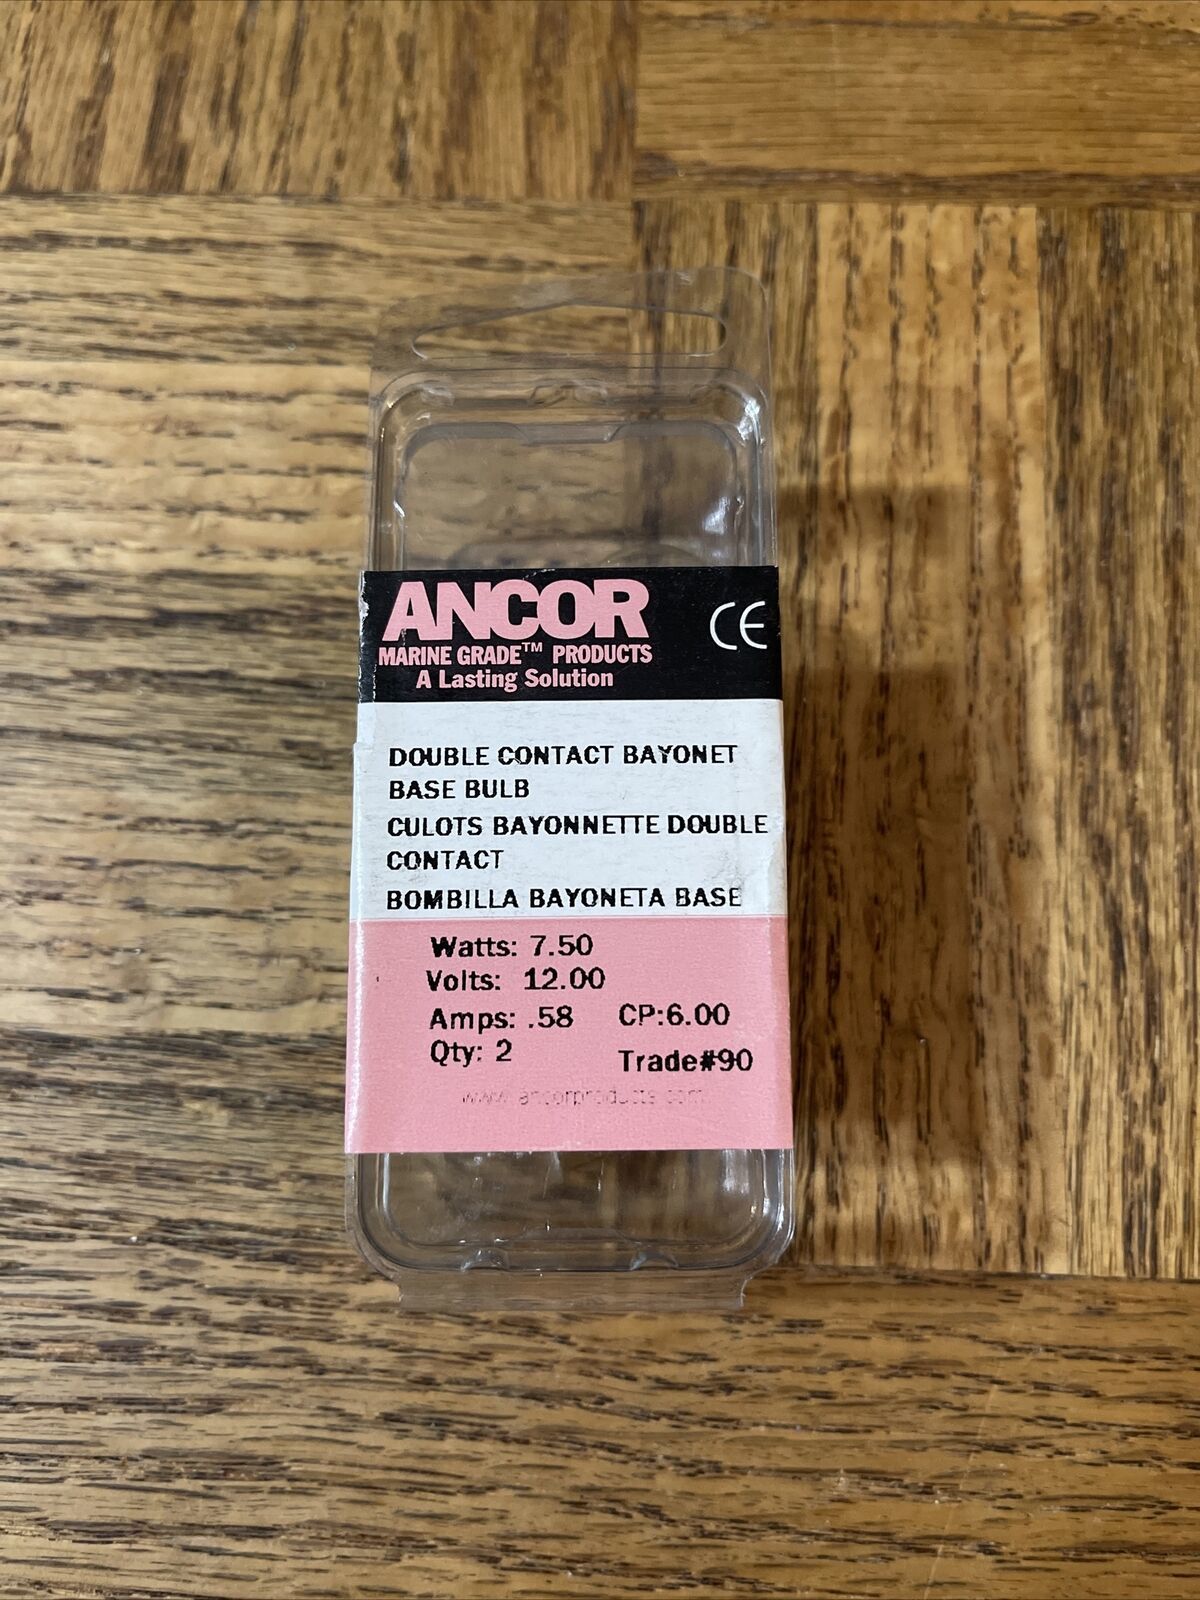 ANCOR
CE
MARINE GRADE™ PRODUCTS
A Lasting Solution
DOUBLE CONTACT BAYONET
BASE BULB
CULOTS BAYONNETTE DOUBLE
CONTACT
BOMBILLA BAYONETA BASE
Watts: 7.50
Volts: 12.00
Amps: .58 CP:6.00
Qty: 2 Trade#90
www.ancorproducts.com